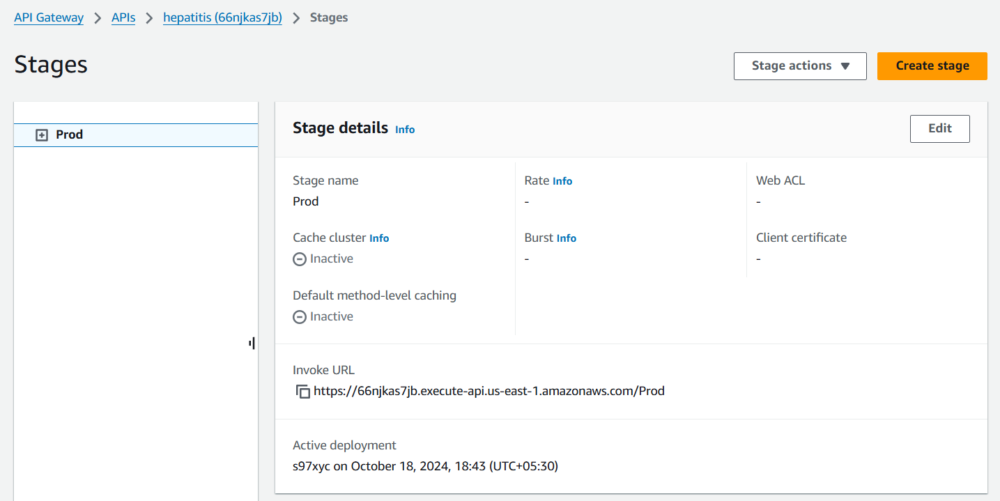 API Gateway > APIs > hepatitis (66njkas7jb) > Stages
Stages
Stage actions ▼
Create stage
Prod
Stage details Info
Edit
Stage name
Prod
Rate Info
-
Web ACL
-
Cache cluster Info
Inactive
Burst Info
-
Client certificate
-
Default method-level caching
Inactive
Invoke URL
https://66njkas7jb.execute-api.us-east-1.amazonaws.com/Prod
Active deployment
s97xyc on October 18, 2024, 18:43 (UTC+05:30)